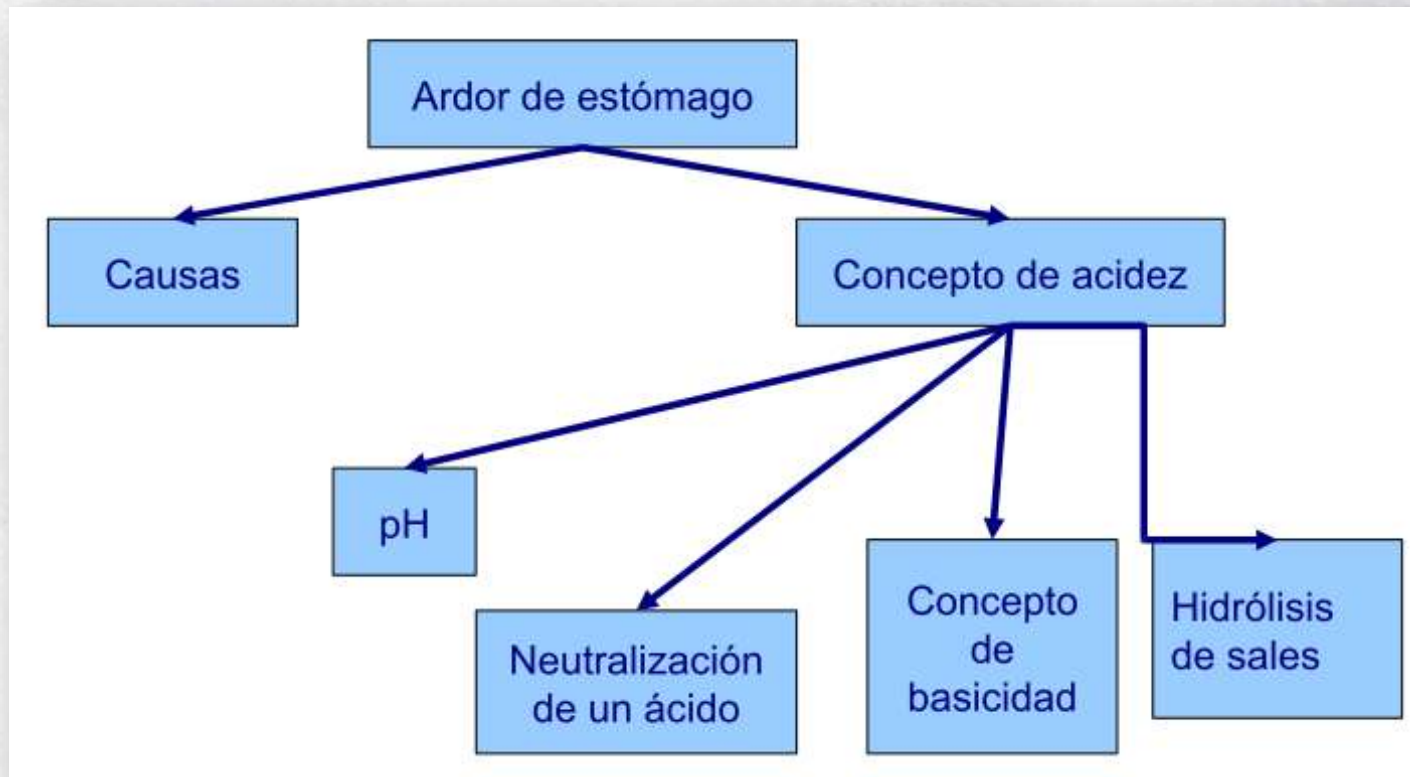 Ardor de estómago
Causas
Concepto de acidez
pH
Neutralización
de un ácido
Concepto
de
basicidad
Hidrólisis
de sales